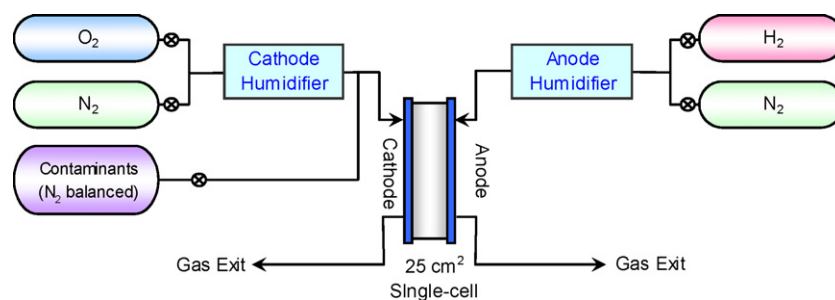 O₂
Cathode
Humidifier
N₂
Contaminants
(N₂ balanced)
Cathode
Anode
Anode
Humidifier
H₂
N₂
Gas Exit
25 cm²
SIngle-cell
Gas Exit